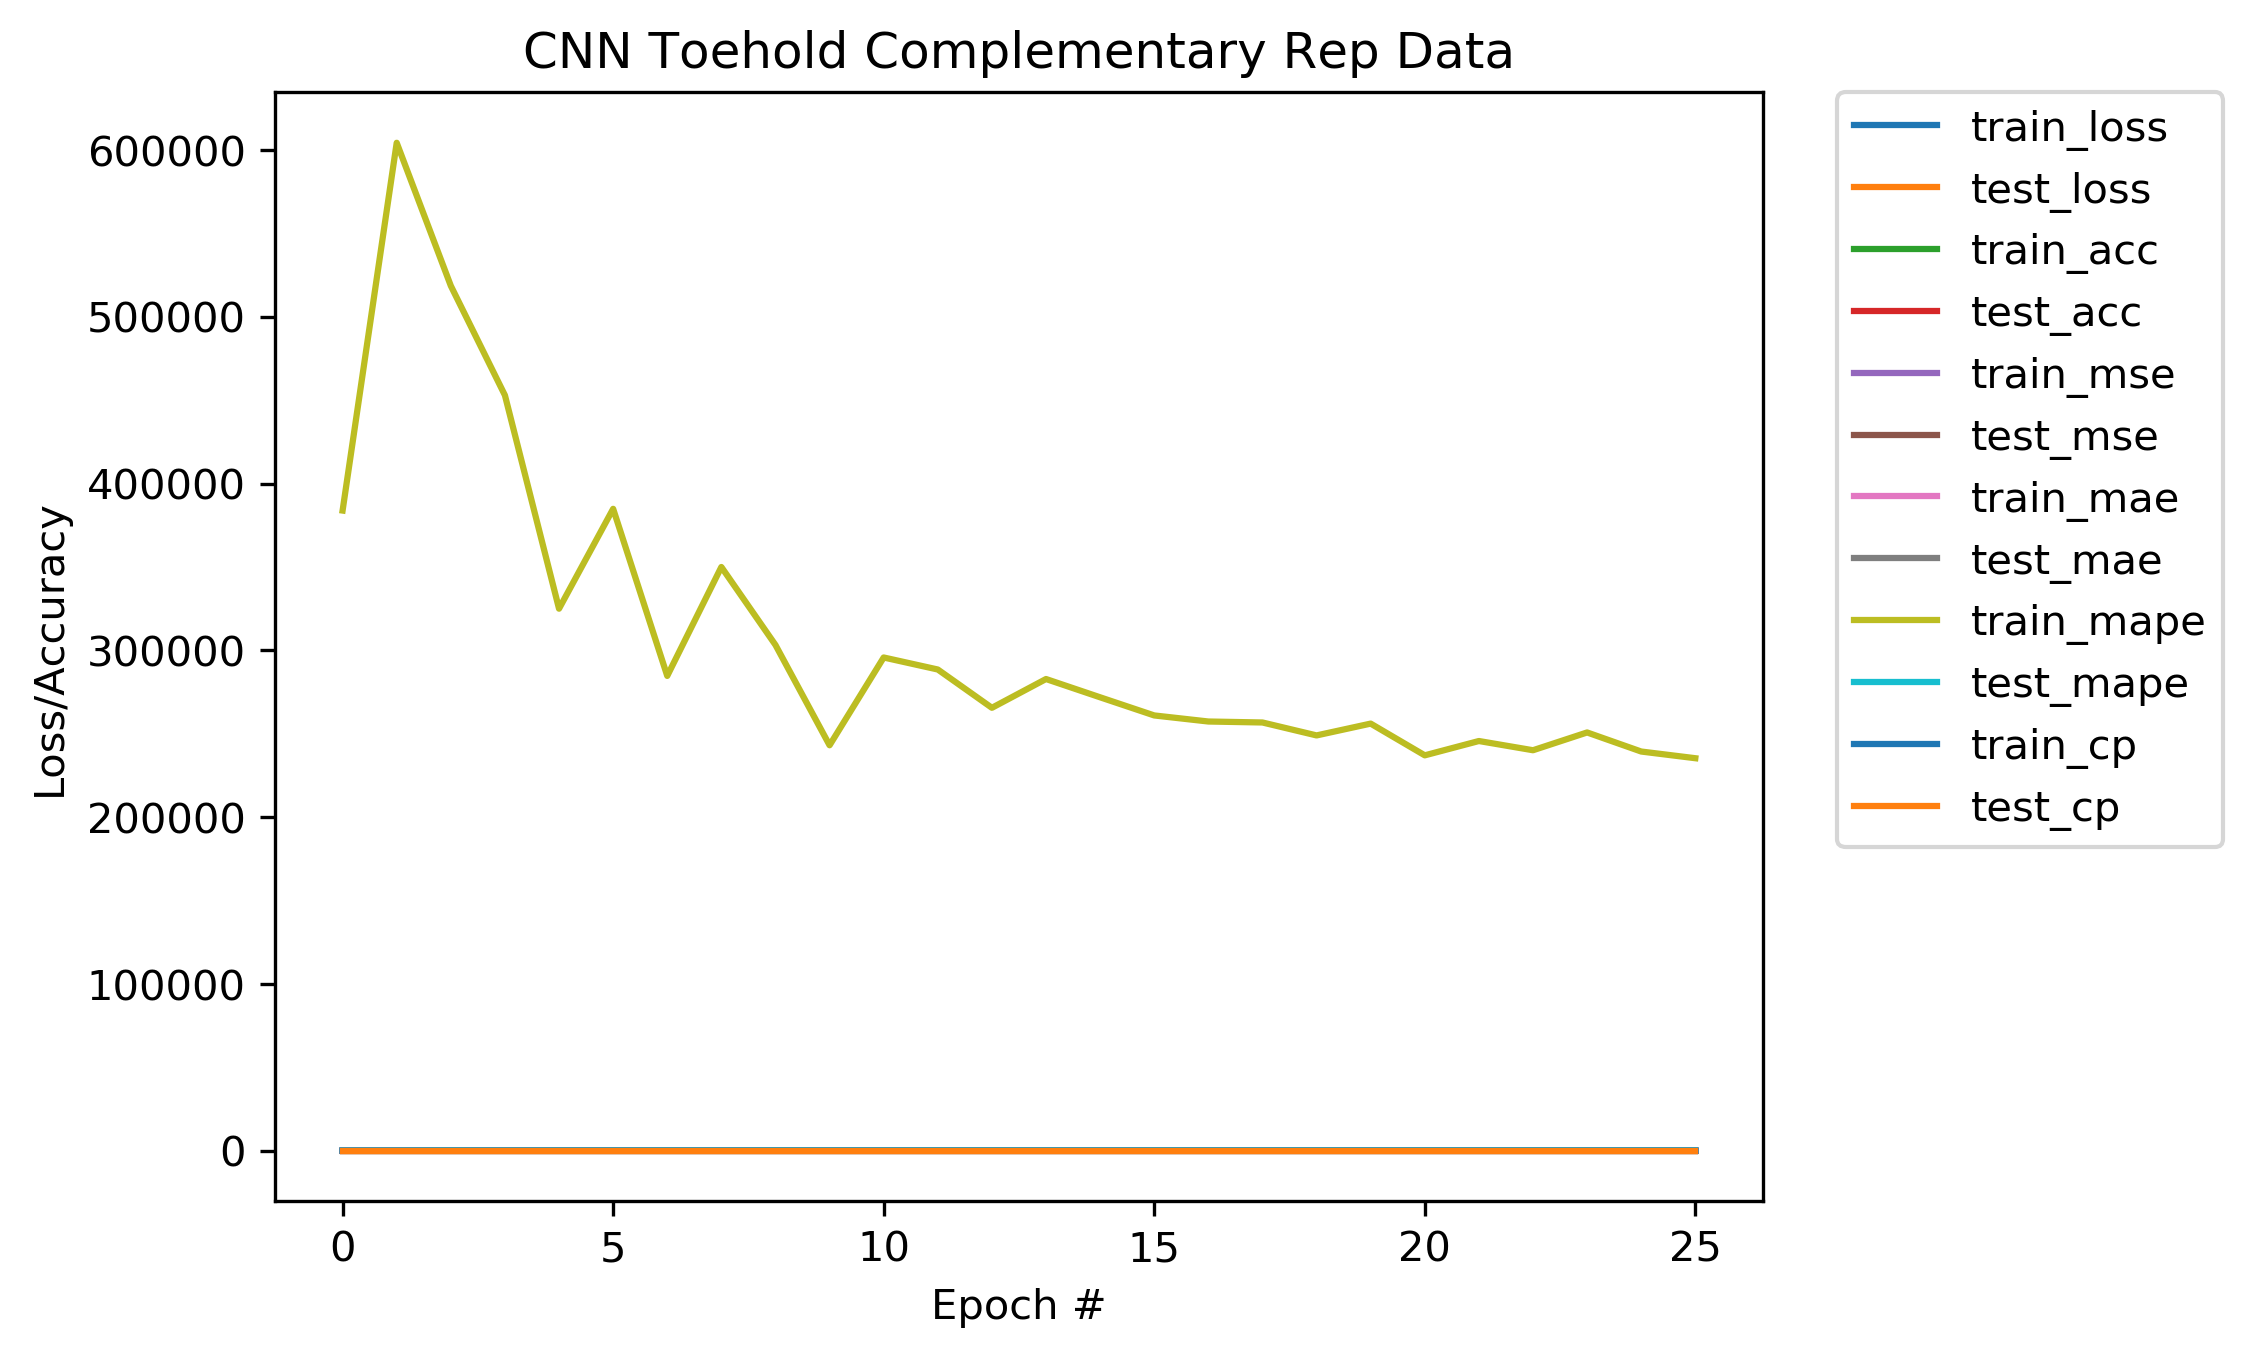 CNN Toehold Complementary Rep Data
Loss/Accuracy
600000
500000
400000
300000
200000
100000
0
0 5 10 15 20 25
Epoch #
train_loss
test_loss
train_acc
test_acc
train_mse
test_mse
train_mae
test_mae
train_mape
test_mape
train_cp
test_cp